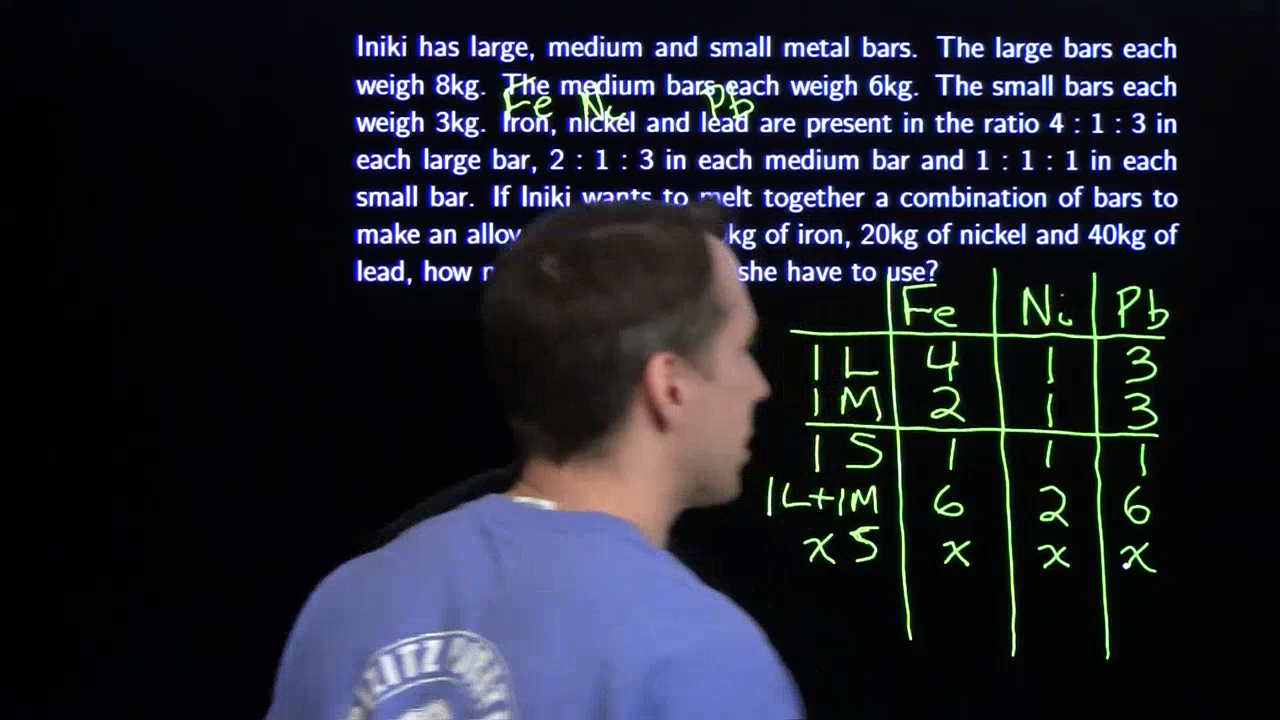 Iniki has large, medium and small metal bars. The large bars each
weigh 8kg. The medium bars each weigh 6kg. The small bars each
Fe Ni Pb
weigh 3kg. Iron, nickel and lead are present in the ratio 4 : 1 : 3 in
each large bar, 2 : 1 : 3 in each medium bar and 1 : 1 : 1 in each
small bar. If Iniki wants to melt together a combination of bars to
make an kg of iron, 20kg of nickel and 40kg of
lead, how she have to use?
Fe Ni Pb
1 L 4 1 3
1 M 2 1 3
1 S 1 1 1
1L+1M 6 2 6
x S x x x